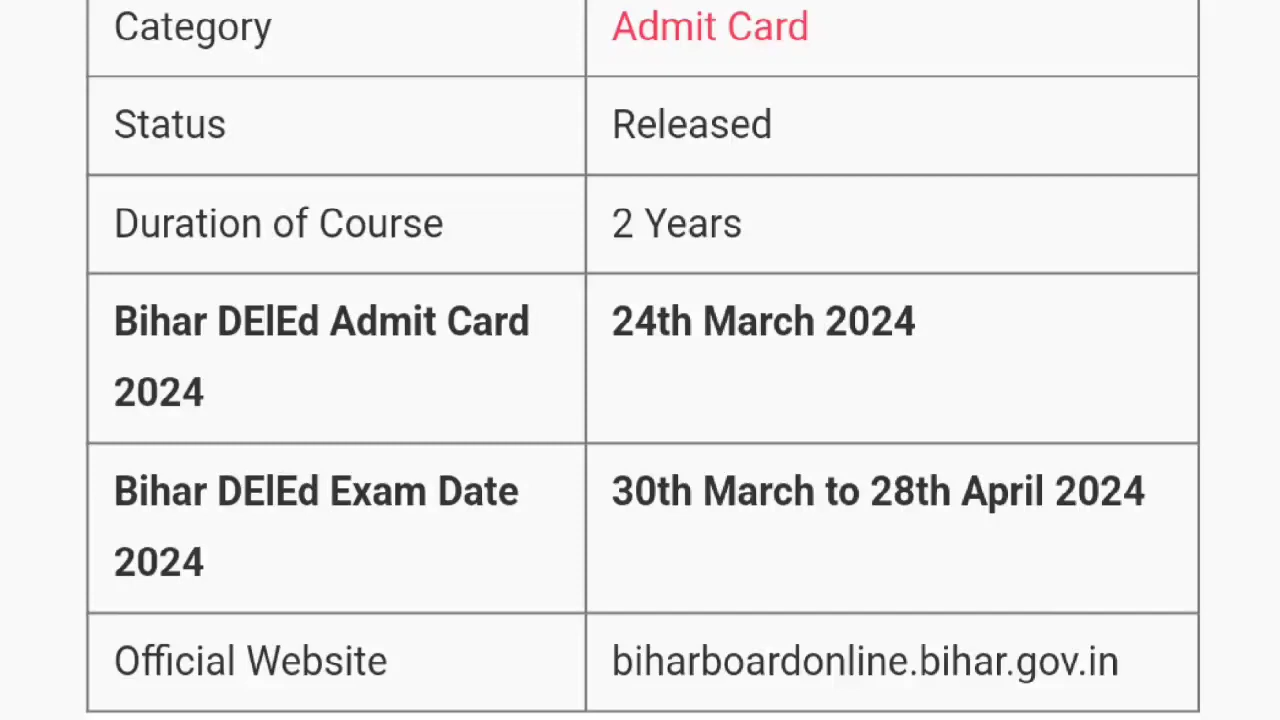 Category Admit Card
Status Released
Duration of Course 2 Years
Bihar DElEd Admit Card 24th March 2024
2024
Bihar DElEd Exam Date 30th March to 28th April 2024
2024
Official Website biharboardonline.bihar.gov.in